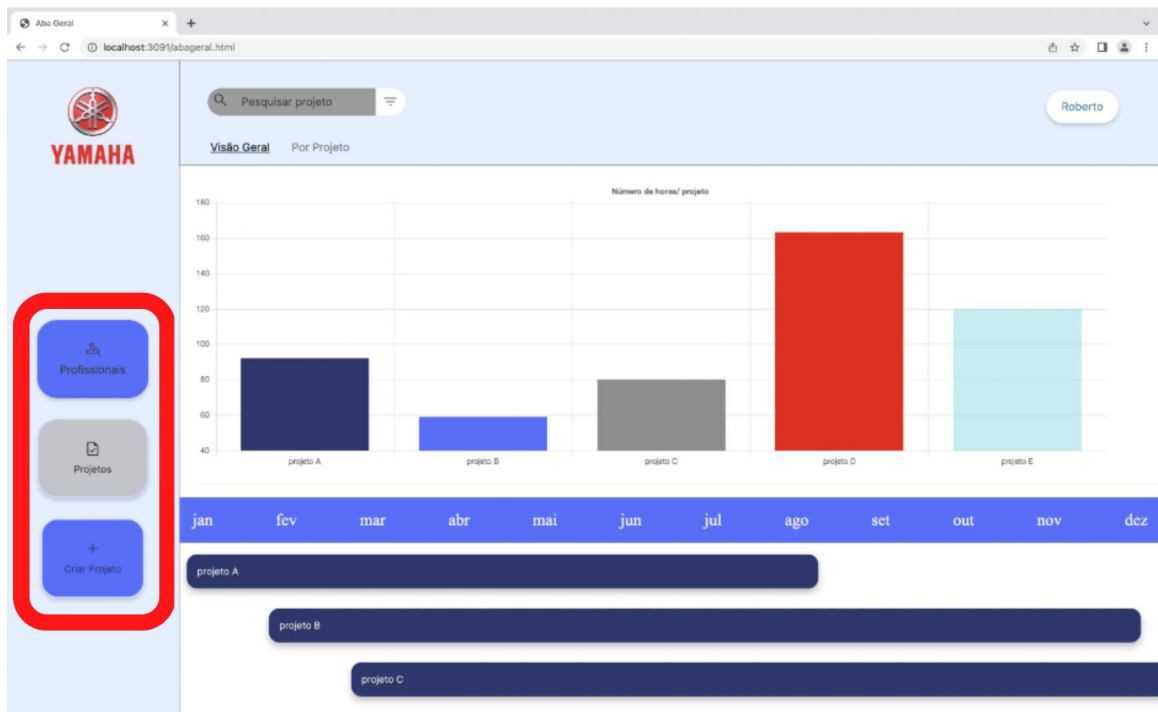 Aba Geral
localhost:3091/abageral.html
YAMAHA
Pesquisar projeto
Roberto
Visão Geral Por Projeto
Profissionais
Projetos
Criar Projeto
Número de horas/ projeto
180
160
140
120
100
80
60
40
projeto A projeto B projeto C projeto D projeto E
jan fev mar abr mai jun jul ago set out nov dez
projeto A
projeto B
projeto C